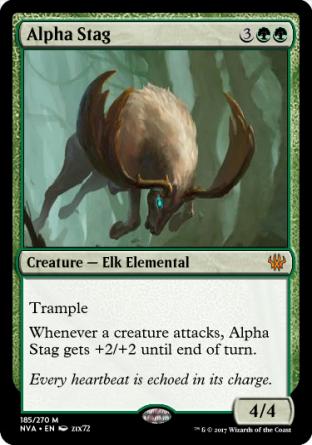 Alpha Stag 3
Creature — Elk Elemental
Trample
Whenever a creature attacks, Alpha
Stag gets +2/+2 until end of turn.
Every heartbeat is echoed in its charge.
4/4
185/270 M
NVA • EN zix72
™ & © 2017 Wizards of the Coast